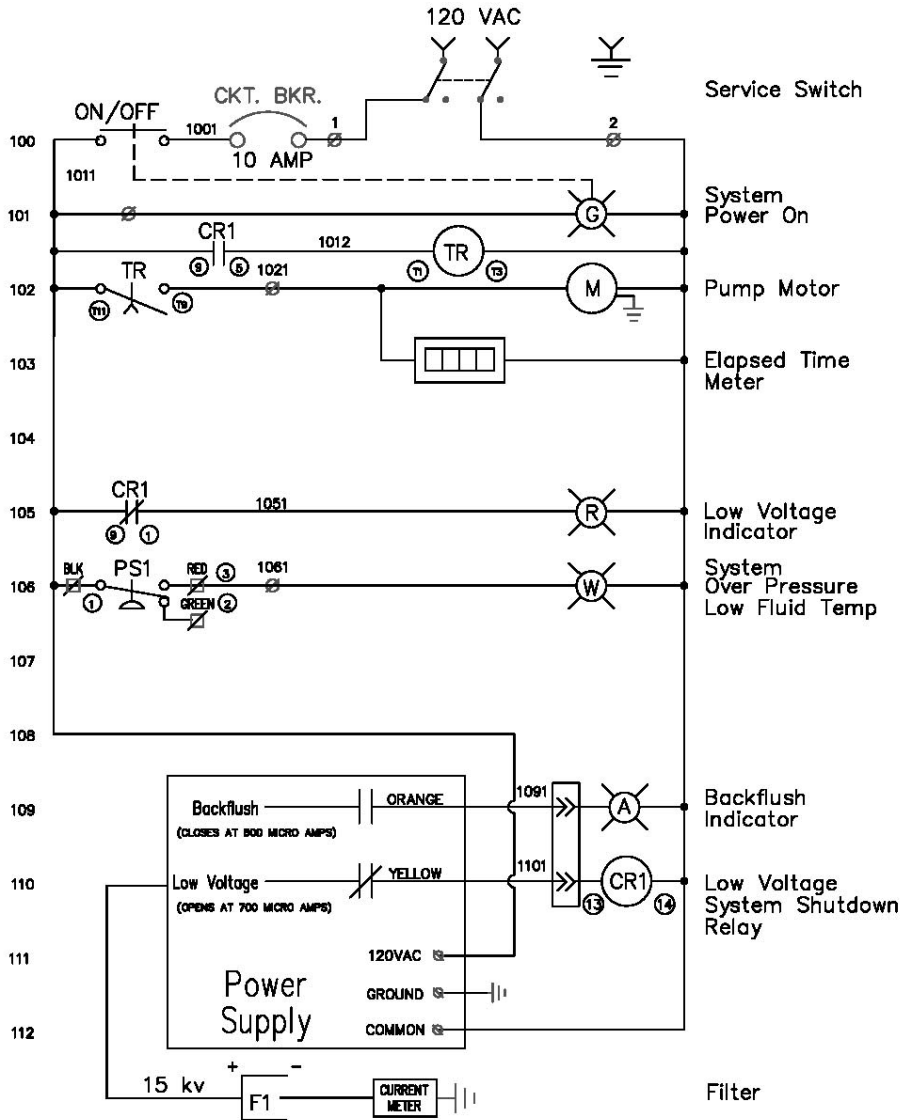 120 VAC
Service Switch
CKT. BKR.
ON/OFF
1001
1
2
100
10 AMP
1011
System
Power On
101
G
CR1
1012
9
5
TR
T1
T3
TR
1021
102
M
Pump Motor
T11
T9
103
Elapsed Time
Meter
104
CR1
105
1051
R
Low Voltage
Indicator
9
1
BLK
PS1
RED
3
1061
System
Over Pressure
Low Fluid Temp
106
W
1
GREEN
2
107
108
109
Backflush
ORANGE
1091
A
Backflush
Indicator
(CLOSES AT 800 MICRO AMPS)
110
Low Voltage
YELLOW
1101
CR1
Low Voltage
System Shutdown
Relay
(OPENS AT 700 MICRO AMPS)
13
14
111
120VAC
Power
Supply
GROUND
112
COMMON
+
-
15 kv
F1
CURRENT
METER
Filter